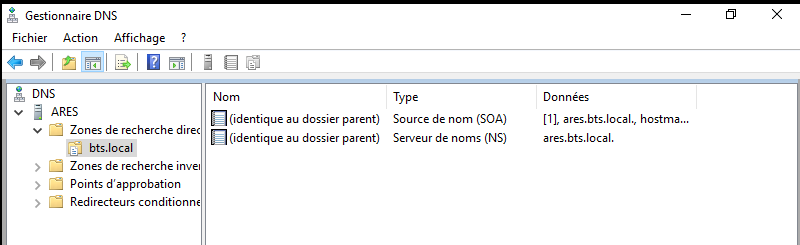 Gestionnaire DNS
Fichier Action Affichage ?
DNS
ARES
Zones de recherche direc
bts.local
Zones de recherche inver
Points d'approbation
Redirecteurs conditionne
Nom Type Données
(identique au dossier parent) Source de nom (SOA) [1], ares.bts.local., hostma...
(identique au dossier parent) Serveur de noms (NS) ares.bts.local.